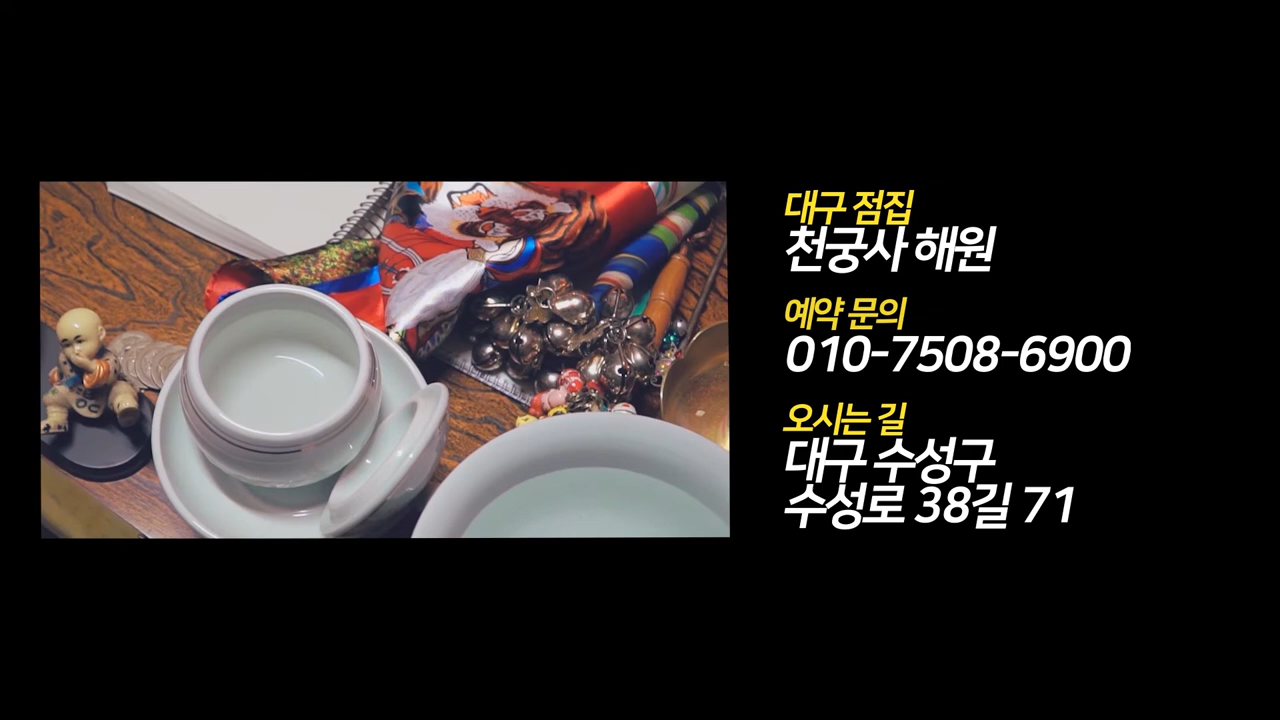 대구 점집
천궁사 해원
예약 문의
010-7508-6900
오시는 길
대구 수성구
수성로 38길 71